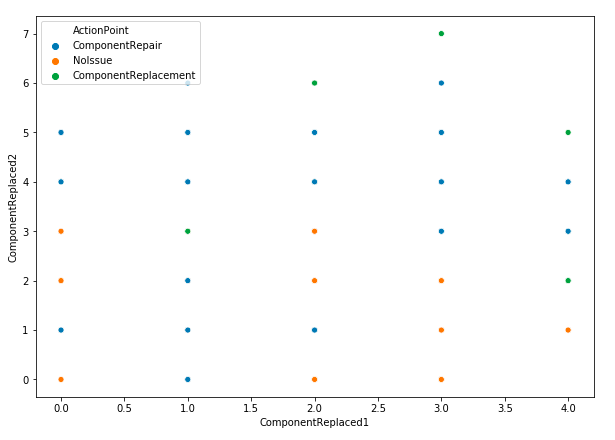 ActionPoint
ComponentRepair
NoIssue
ComponentReplacement
7
6
5
4
3
2
1
0
ComponentReplaced2
0.0 0.5 1.0 1.5 2.0 2.5 3.0 3.5 4.0
ComponentReplaced1